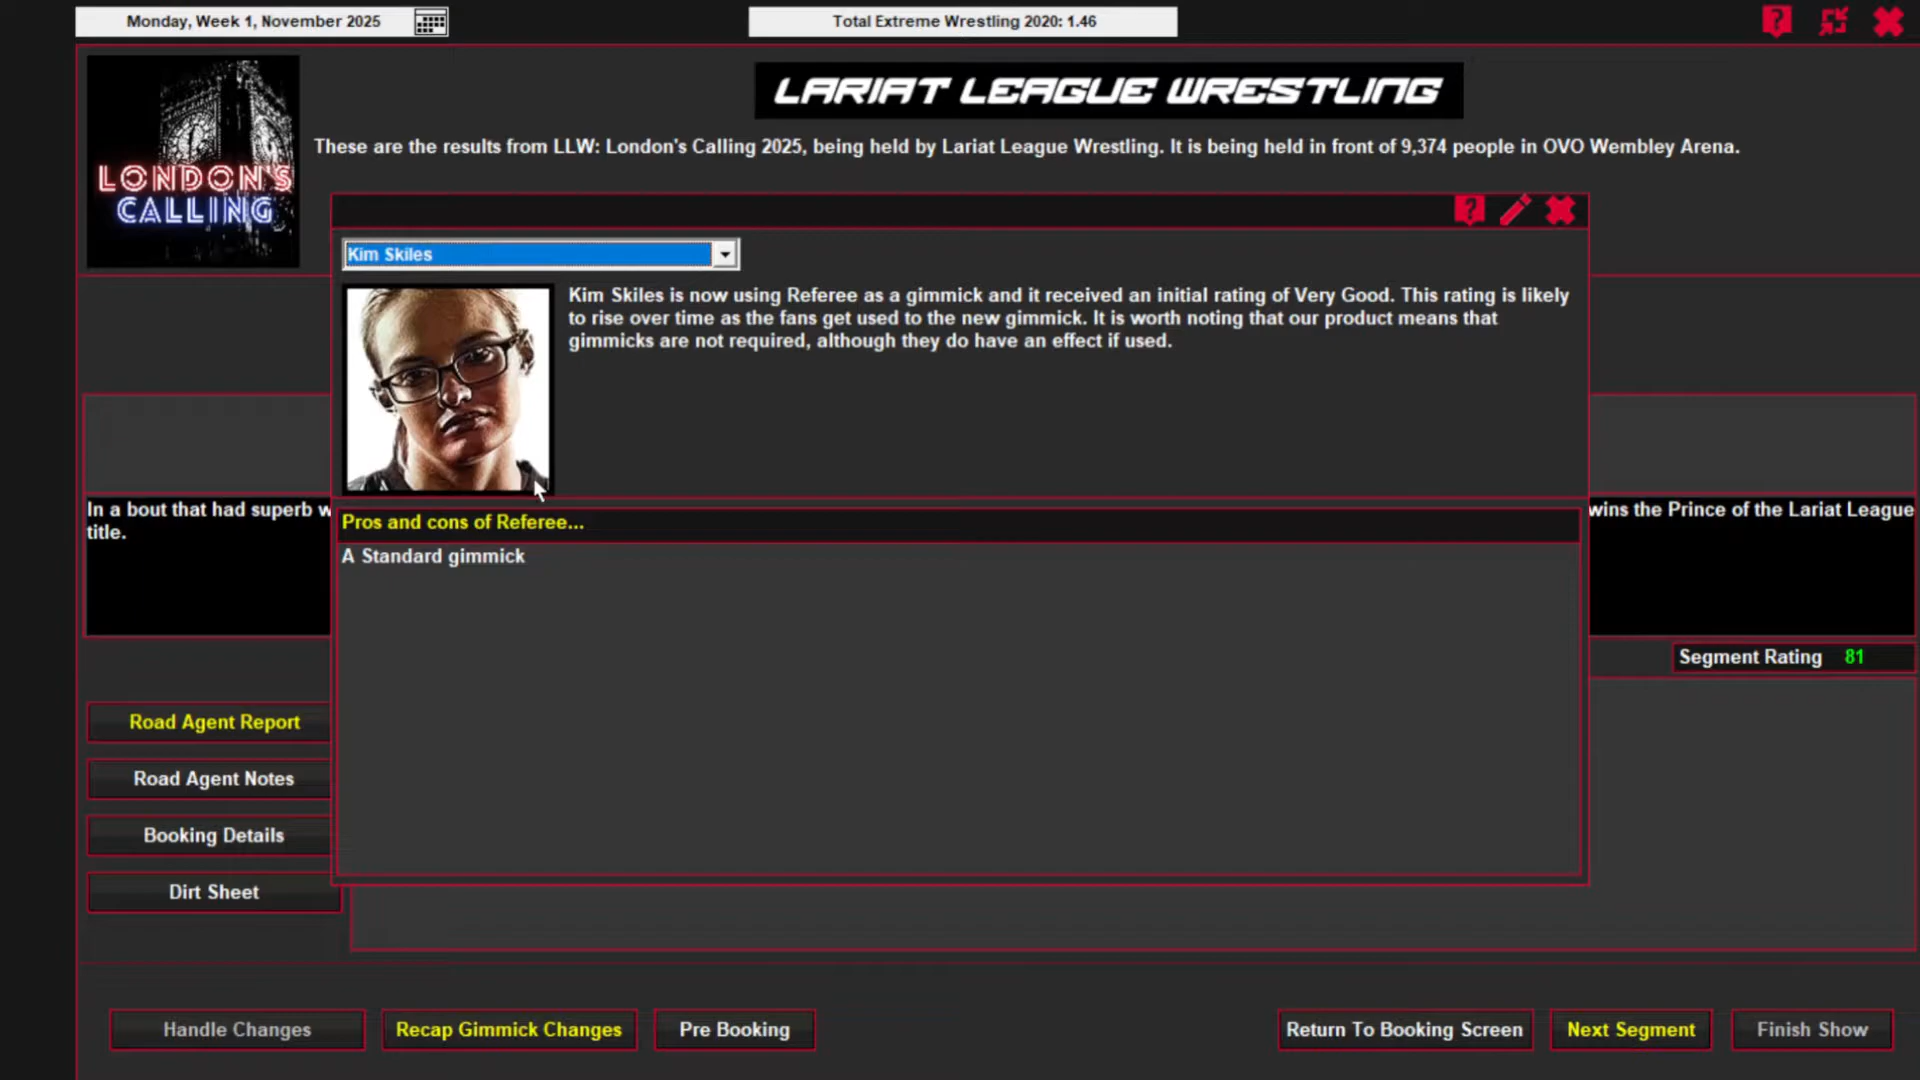 Monday, Week 1, November 2025
Total Extreme Wrestling 2020: 1.46
LONDON'S
CALLING
LARIAT LEAGUE WRESTLING
These are the results from LLW: London's Calling 2025, being held by Lariat League Wrestling. It is being held in front of 9,374 people in OVO Wembley Arena.
Kim Skiles
Kim Skiles is now using Referee as a gimmick and it received an initial rating of Very Good. This rating is likely
to rise over time as the fans get used to the new gimmick. It is worth noting that our product means that
gimmicks are not required, although they do have an effect if used.
In a bout that had superb w
wins the Prince of the Lariat League
title.
Pros and cons of Referee...
A Standard gimmick
Segment Rating 81
Road Agent Report
Road Agent Notes
Booking Details
Dirt Sheet
Handle Changes
Recap Gimmick Changes
Pre Booking
Return To Booking Screen
Next Segment
Finish Show